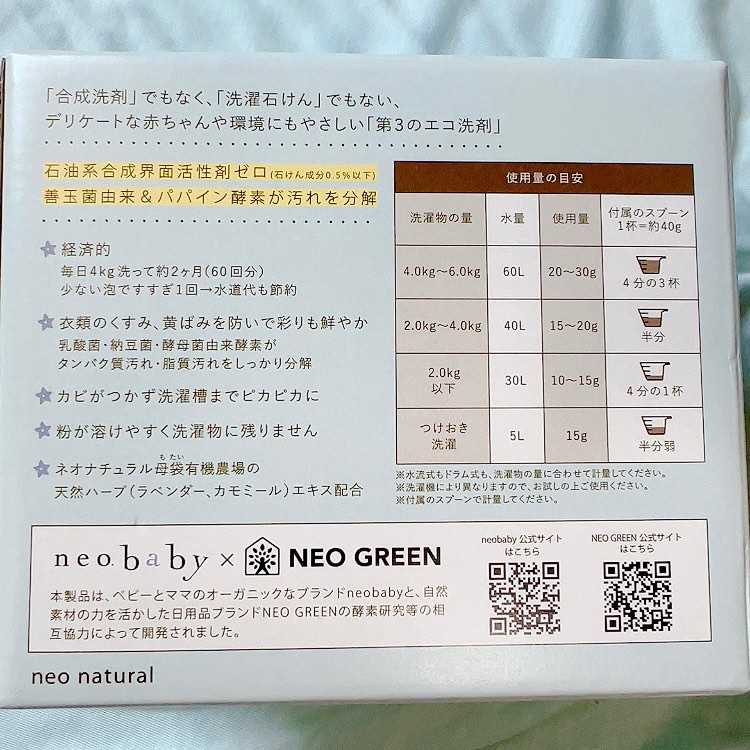 「合成洗剤」でもなく、「洗濯石けん」でもない、
デリケートな赤ちゃんや環境にもやさしい「第3のエコ洗剤」
石油系合成界面活性剤ゼロ(石けん成分0.5%以下)
善玉菌由来＆パパイン酵素が汚れを分解
経済的
毎日4kg洗って約2ヶ月(60回分)
少ない泡ですすぎ1回→水道代も節約
衣類のくすみ、黄ばみを防いで彩りも鮮やか
乳酸菌・納豆菌・酵母菌由来酵素が
タンパク質汚れ・脂質汚れをしっかり分解
カビがつかず洗濯槽までピカピカに
粉が溶けやすく洗濯物に残りません
もたい
ネオナチュラル母袋有機農場の
天然ハーブ(ラベンダー、カモミール)エキス配合
使用量の目安
洗濯物の量 水量 使用量 付属のスプーン
1杯=約40g
4.0kg〜6.0kg 60L 20〜30g 4分の3杯
2.0kg〜4.0kg 40L 15〜20g 半分
2.0kg
以下 30L 10〜15g 4分の1杯
つけおき
洗濯 5L 15g 半分弱
※水流式もドラム式も、洗濯物の量に合わせて計量してください。
※洗濯機により異なりますので、お試しの上ご使用ください。
※付属のスプーンで計量してください。
neo.baby × NEO GREEN
本製品は、ベビーとママのオーガニックなブランドneobabyと、自然
素材の力を活かした日用品ブランドNEO GREENの酵素研究等の相
互協力によって開発されました。
neobaby 公式サイト
はこちら
NEO GREEN 公式サイト
はこちら
neo natural